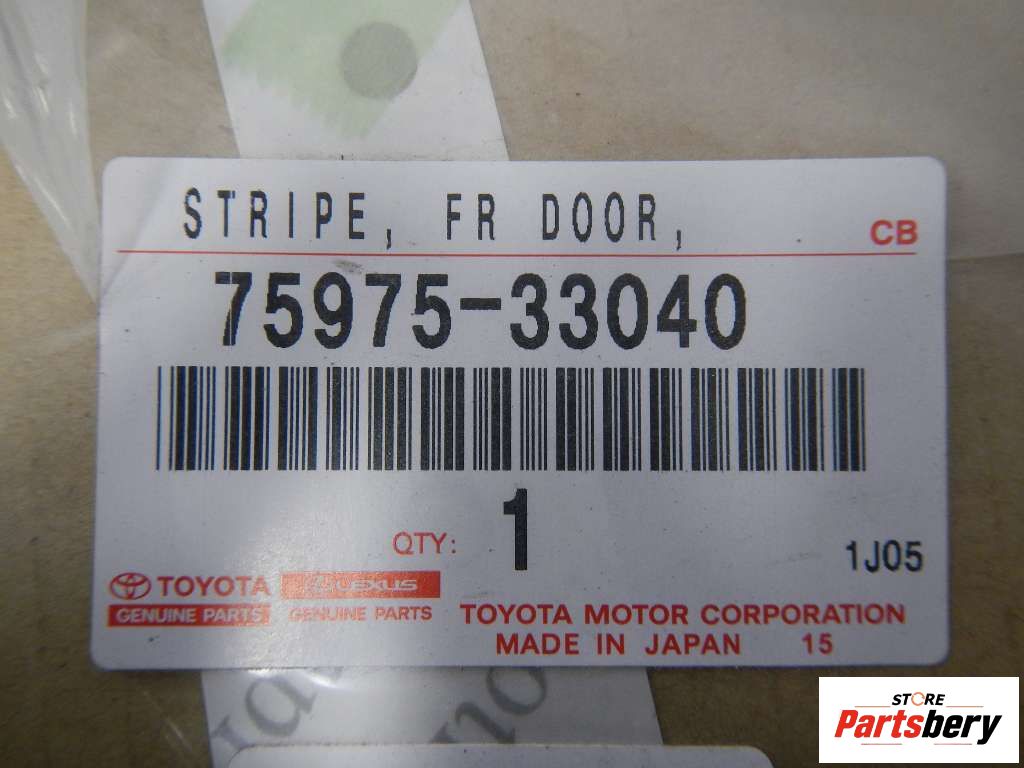 STRIPE, FR DOOR,
CB
75975-33040
QTY: 1
1J05
TOYOTA
LEXUS
GENUINE PARTS
GENUINE PARTS
TOYOTA MOTOR CORPORATION
MADE IN JAPAN 15
STORE
Partsbery